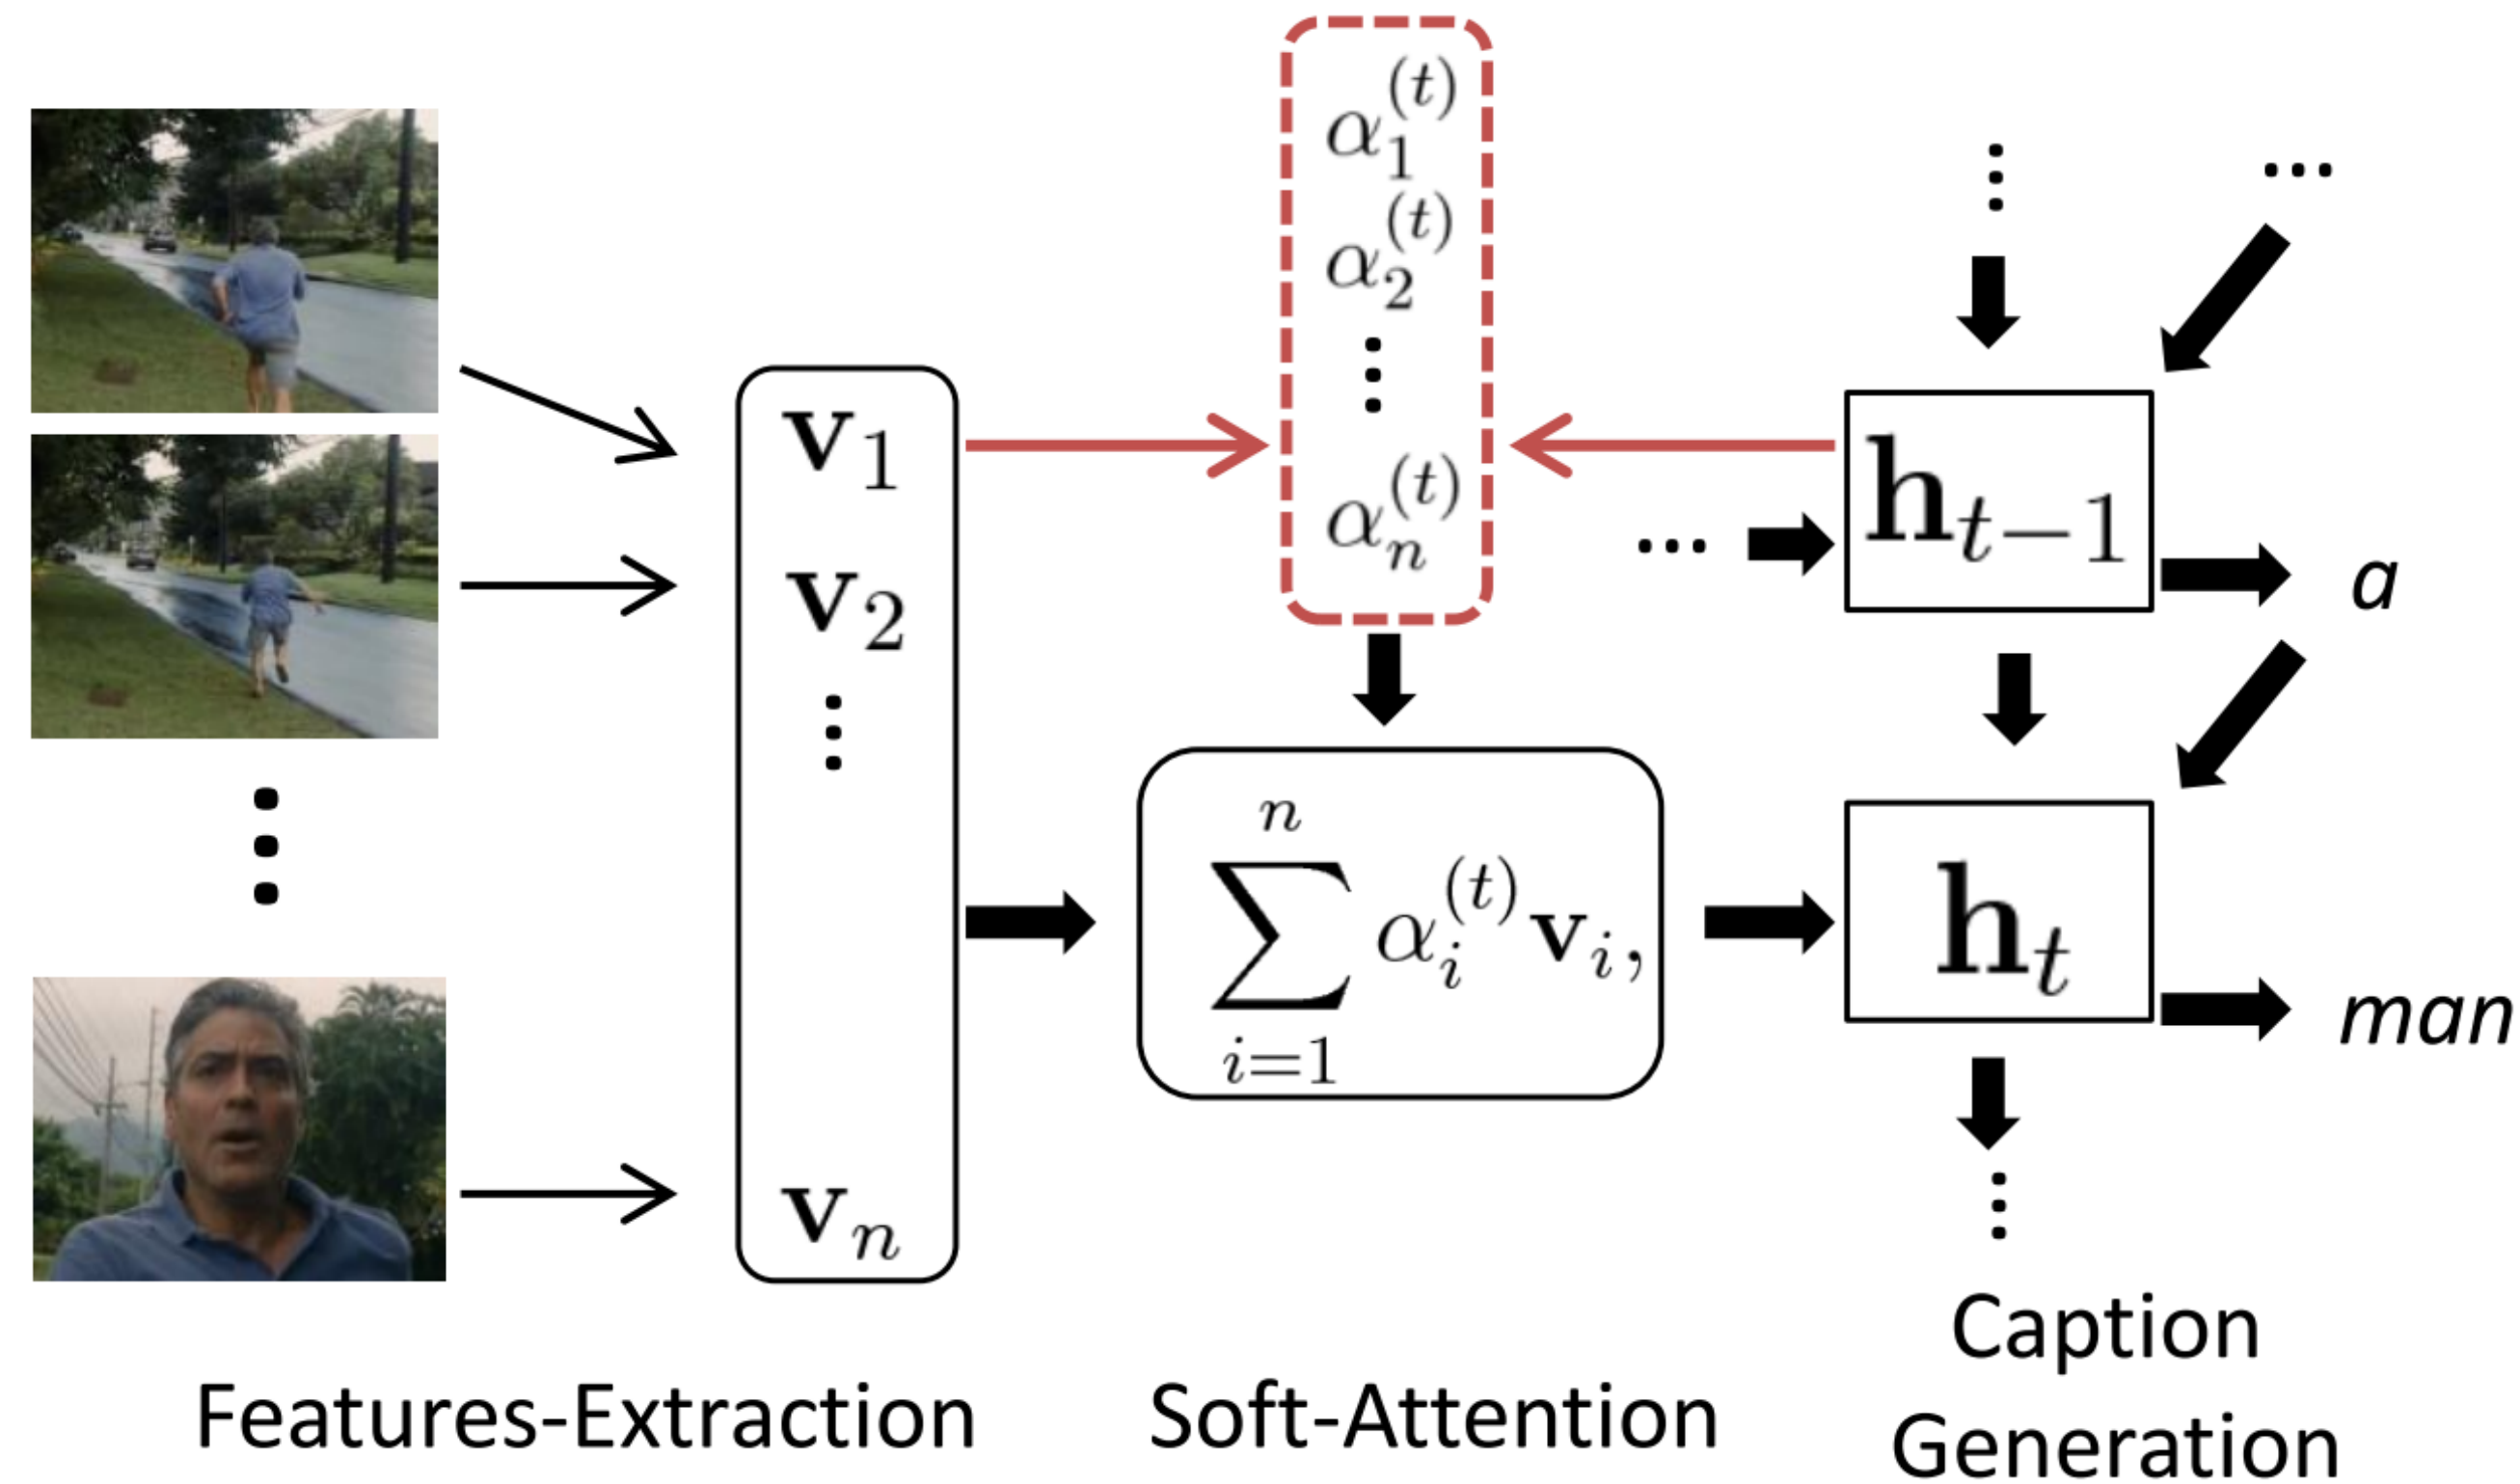 v₁
v₂
⋮
vₙ
α₁⁽ᵗ⁾
α₂⁽ᵗ⁾
⋮
αₙ⁽ᵗ⁾
n
∑ αᵢ⁽ᵗ⁾vᵢ,
i=1
⋮
...
... hₜ₋₁
a
hₜ
man
⋮
Features-Extraction
Soft-Attention
Caption
Generation